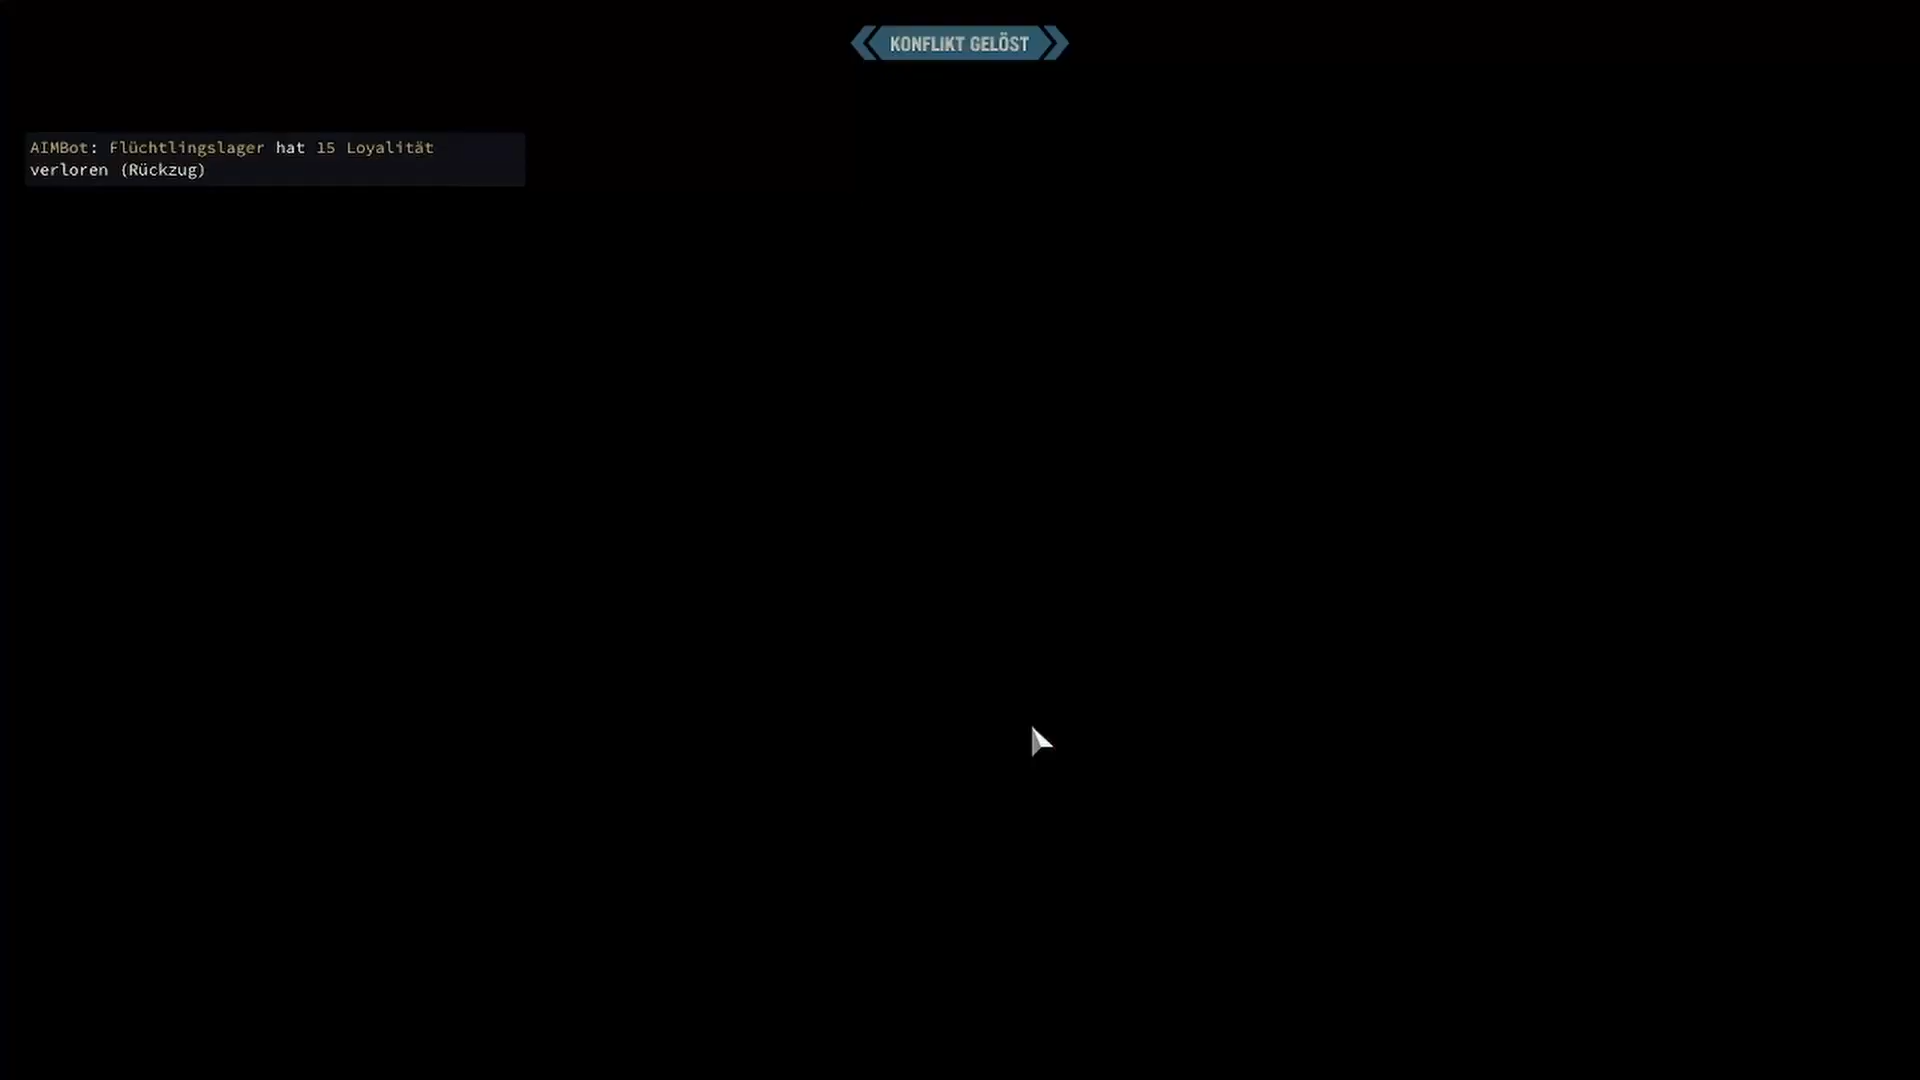 KONFLIKT GELÖST
AIMBot: Flüchtlingslager hat 15 Loyalität
verloren (Rückzug)